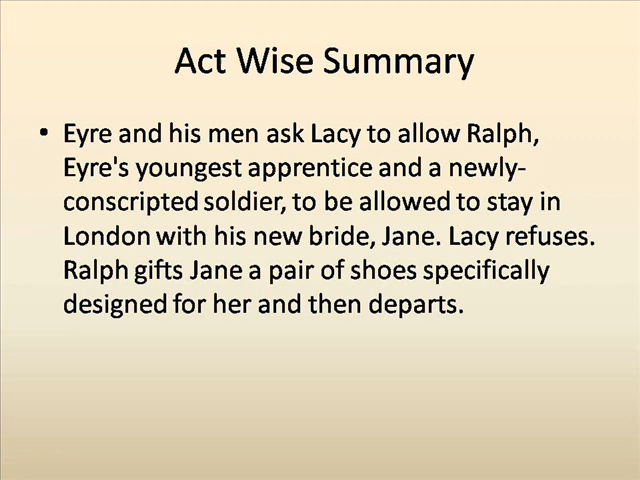 Act Wise Summary
• Eyre and his men ask Lacy to allow Ralph,
Eyre's youngest apprentice and a newly-
conscripted soldier, to be allowed to stay in
London with his new bride, Jane. Lacy refuses.
Ralph gifts Jane a pair of shoes specifically
designed for her and then departs.